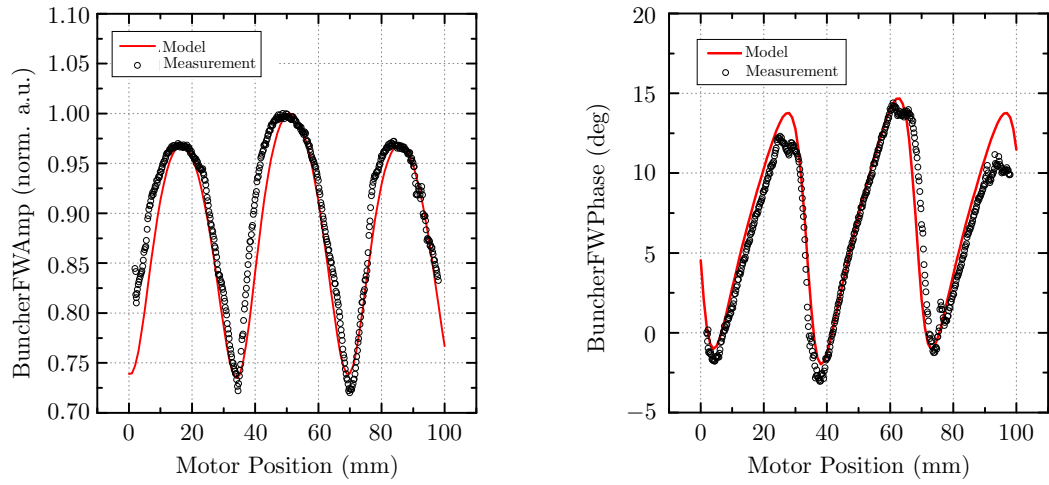 BuncherFWAmp (norm. a.u.)
1.10
1.05
1.00
0.95
0.90
0.85
0.80
0.75
0.70
Model
Measurement
0 20 40 60 80 100
Motor Position (mm)
BuncherFWPhase (deg)
20
15
10
5
0
−5
Model
Measurement
0 20 40 60 80 100
Motor Position (mm)